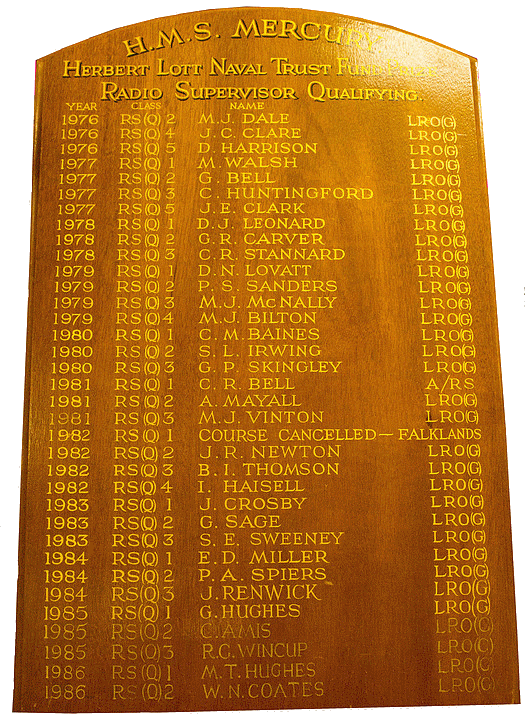 H.M.S. MERCURY
HERBERT LOTT NAVAL TRUST FUND
RADIO SUPERVISOR QUALIFYING.
YEAR CLASS NAME
1976 RS(Q) 2 M.J. DALE LRO(G)
1976 RS(Q) 4 J.C. CLARE LRO(G)
1976 RS(Q) 5 D. HARRISON LRO(G)
1977 RS(Q) 1 M. WALSH LRO(G)
1977 RS(Q) 2 G. BELL LRO(G)
1977 RS(Q) 3 C. HUNTINGFORD LRO(G)
1977 RS(Q) 5 J.E. CLARK LRO(G)
1978 RS(Q) 1 D.J. LEONARD LRO(G)
1978 RS(Q) 2 G.R. CARVER LRO(G)
1978 RS(Q) 3 C.R. STANNARD LRO(G)
1979 RS(Q) 1 D.N. LOVATT LRO(G)
1979 RS(Q) 2 P.S. SANDERS LRO(G)
1979 RS(Q) 3 M.J. McNALLY LRO(G)
1979 RS(Q) 4 M.J. BILTON LRO(G)
1980 RS(Q) 1 C.M. BAINES LRO(G)
1980 RS(Q) 2 S.L. IRWING LRO(G)
1980 RS(Q) 3 G.P. SKINGLEY LRO(G)
1981 RS(Q) 1 C.R. BELL A/RS
1981 RS(Q) 2 A. MAYALL LRO(G)
1981 RS(Q) 3 M.J. VINTON LRO(G)
1982 RS(Q) 1 COURSE CANCELLED — FALKLANDS
1982 RS(Q) 2 J.R. NEWTON LRO(G)
1982 RS(Q) 3 B.I. THOMSON LRO(G)
1982 RS(Q) 4 I. HAISELL LRO(G)
1983 RS(Q) 1 J. CROSBY LRO(G)
1983 RS(Q) 2 G. SAGE LRO(G)
1983 RS(Q) 3 S.E. SWEENEY LRO(G)
1984 RS(Q) 1 E.D. MILLER LRO(G)
1984 RS(Q) 2 P.A. SPIERS LRO(G)
1984 RS(Q) 3 J. RENWICK LRO(G)
1985 RS(Q) 1 G. HUGHES LRO(G)
1985 RS(Q) 2 LRO(G)
1985 RS(Q) 3 R.G. WINCUP LRO(G)
1986 RS(Q) 1 M.T. HUGHES LRO(G)
1986 RS(Q) 2 W.N. COATES LRO(G)